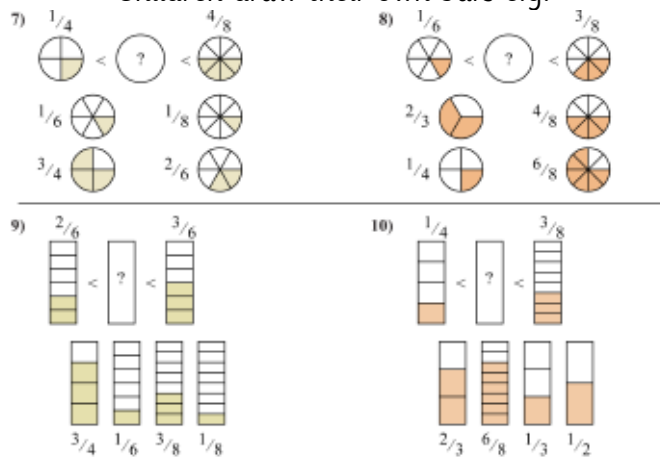 7) 1/4 < ? < 4/8
1/6 1/8
3/4 2/6
8) 1/6 < ? < 3/8
2/3 4/8
1/4 6/8
9) 2/6 < ? < 3/6
3/4 1/6 3/8 1/8
10) 1/4 < ? < 3/8
2/3 6/8 1/3 1/2